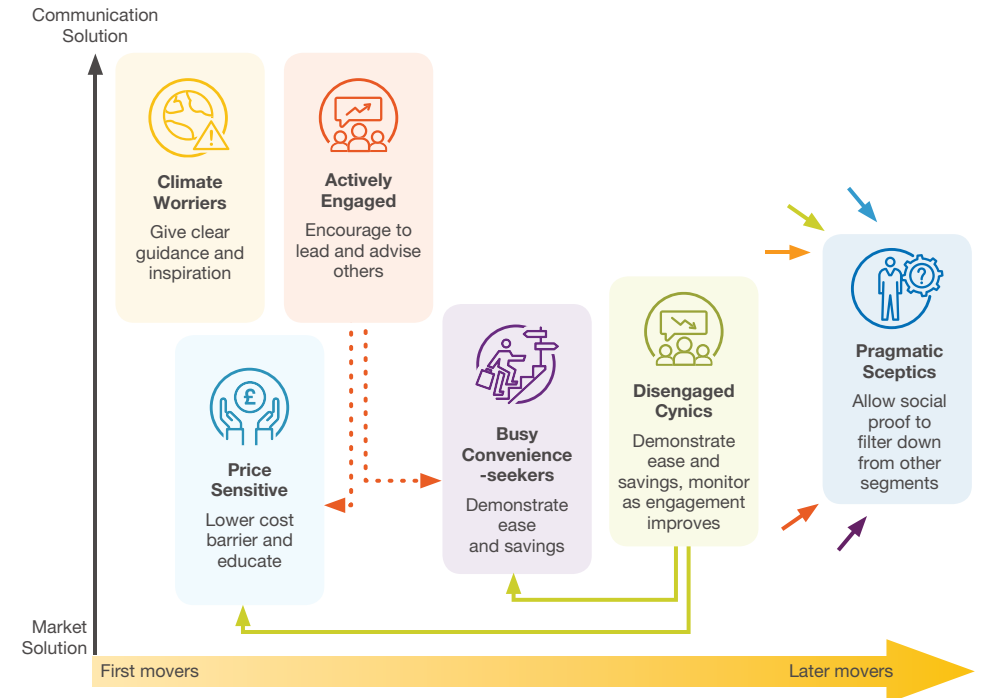 Communication
Solution
Climate
Worriers
Give clear
guidance and
inspiration
Actively
Engaged
Encourage to
lead and advise
others
£
Price
Sensitive
Lower cost
barrier and
educate
Busy
Convenience
-seekers
Demonstrate
ease
and savings
Disengaged
Cynics
Demonstrate
ease and
savings, monitor
as engagement
improves
?
Pragmatic
Sceptics
Allow social
proof to
filter down
from other
segments
Market
Solution
First movers
Later movers